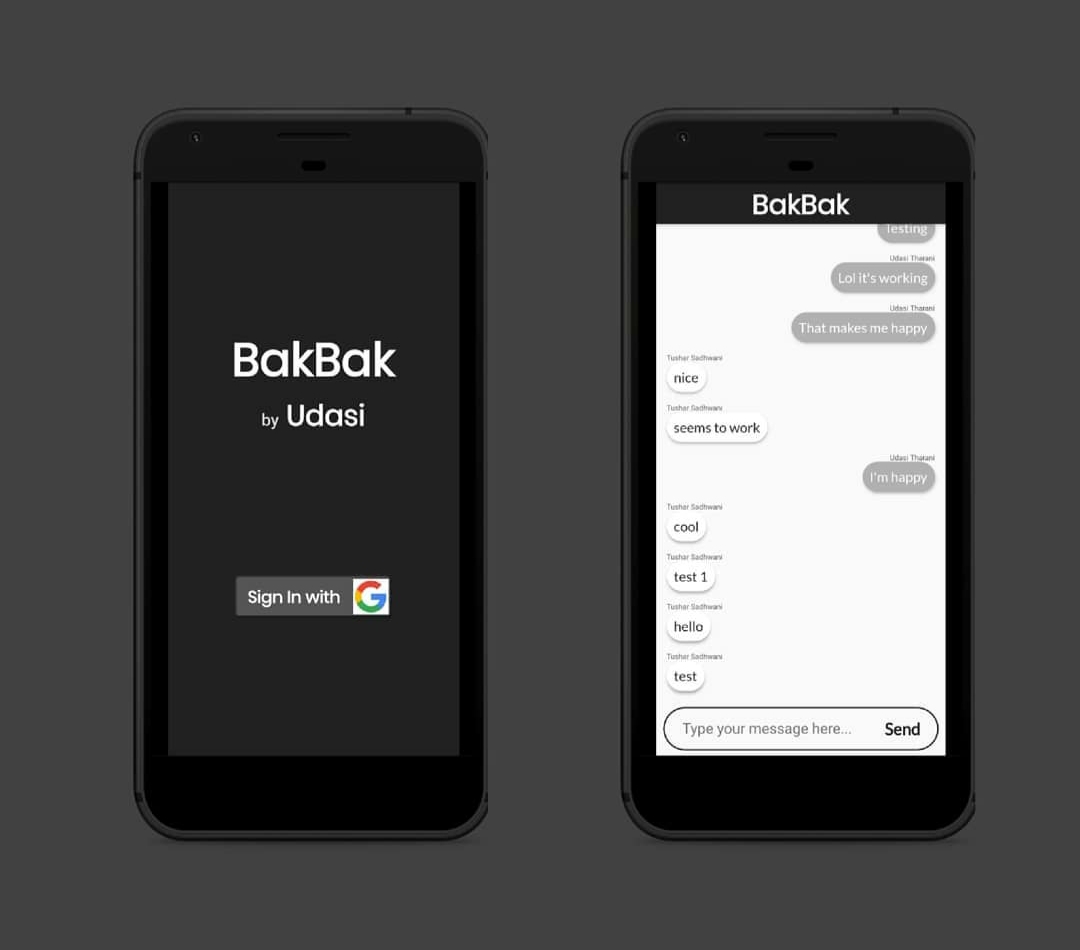 BakBak
by Udasi
Sign In with
BakBak
Testing
Udasi Tharani
Lol it's working
Udasi Tharani
That makes me happy
Tushar Sadhwani
nice
Tushar Sadhwani
seems to work
Udasi Tharani
I'm happy
Tushar Sadhwani
cool
Tushar Sadhwani
test 1
Tushar Sadhwani
hello
Tushar Sadhwani
test
Type your message here... Send